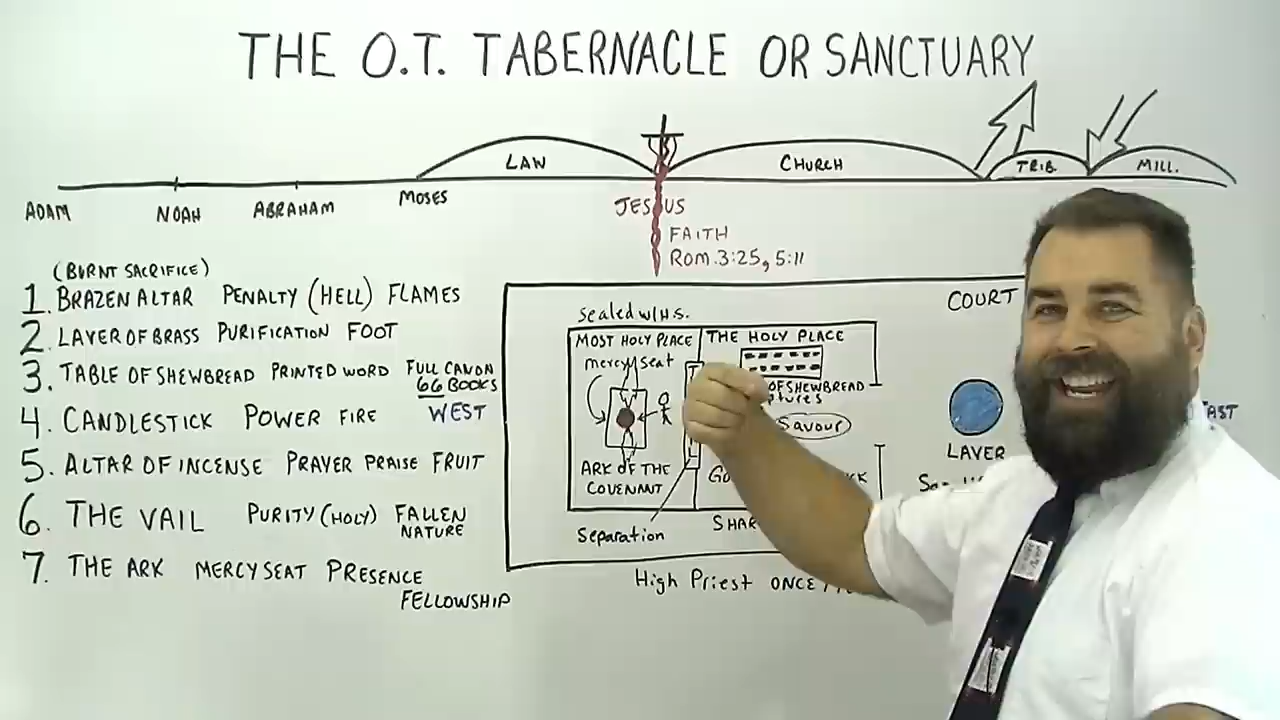 THE O.T. TABERNACLE OR SANCTUARY
LAW
CHURCH
TRIB.
MILL.
ADAM
NOAH
ABRAHAM
MOSES
JESUS
FAITH
Rom. 3:25, 5:11
(BURNT SACRIFICE)
1. BRAZEN ALTAR PENALTY (HELL) FLAMES
2. LAVER OF BRASS PURIFICATION FOOT
3. TABLE OF SHEWBREAD PRINTED WORD FULL CANON
66 BOOKS
4. CANDLESTICK POWER FIRE WEST
5. ALTAR OF INCENSE PRAYER PRAISE FRUIT
6. THE VAIL PURITY (HOLY) FALLEN
NATURE
7. THE ARK MERCY SEAT PRESENCE
FELLOWSHIP
COURT
Sealed w/H.S.
MOST HOLY PLACE
THE HOLY PLACE
mercy seat
OF SHEWBREAD
Savour
ARK OF THE
COVENANT
LAVER
EAST
Separation
High Priest ONCE